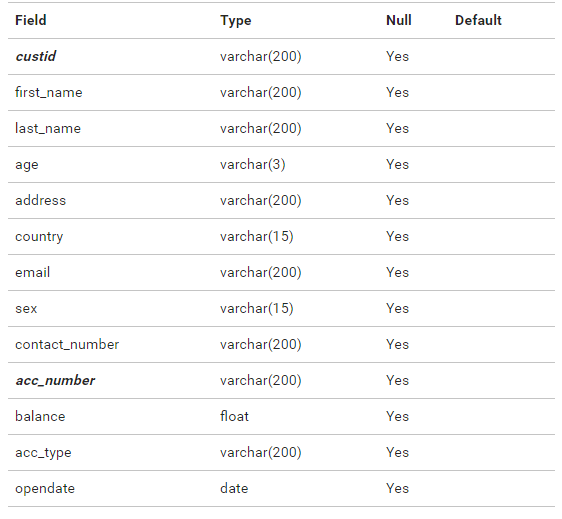 Field Type Null Default
custid varchar(200) Yes
first_name varchar(200) Yes
last_name varchar(200) Yes
age varchar(3) Yes
address varchar(200) Yes
country varchar(15) Yes
email varchar(200) Yes
sex varchar(15) Yes
contact_number varchar(200) Yes
acc_number varchar(200) Yes
balance float Yes
acc_type varchar(200) Yes
opendate date Yes